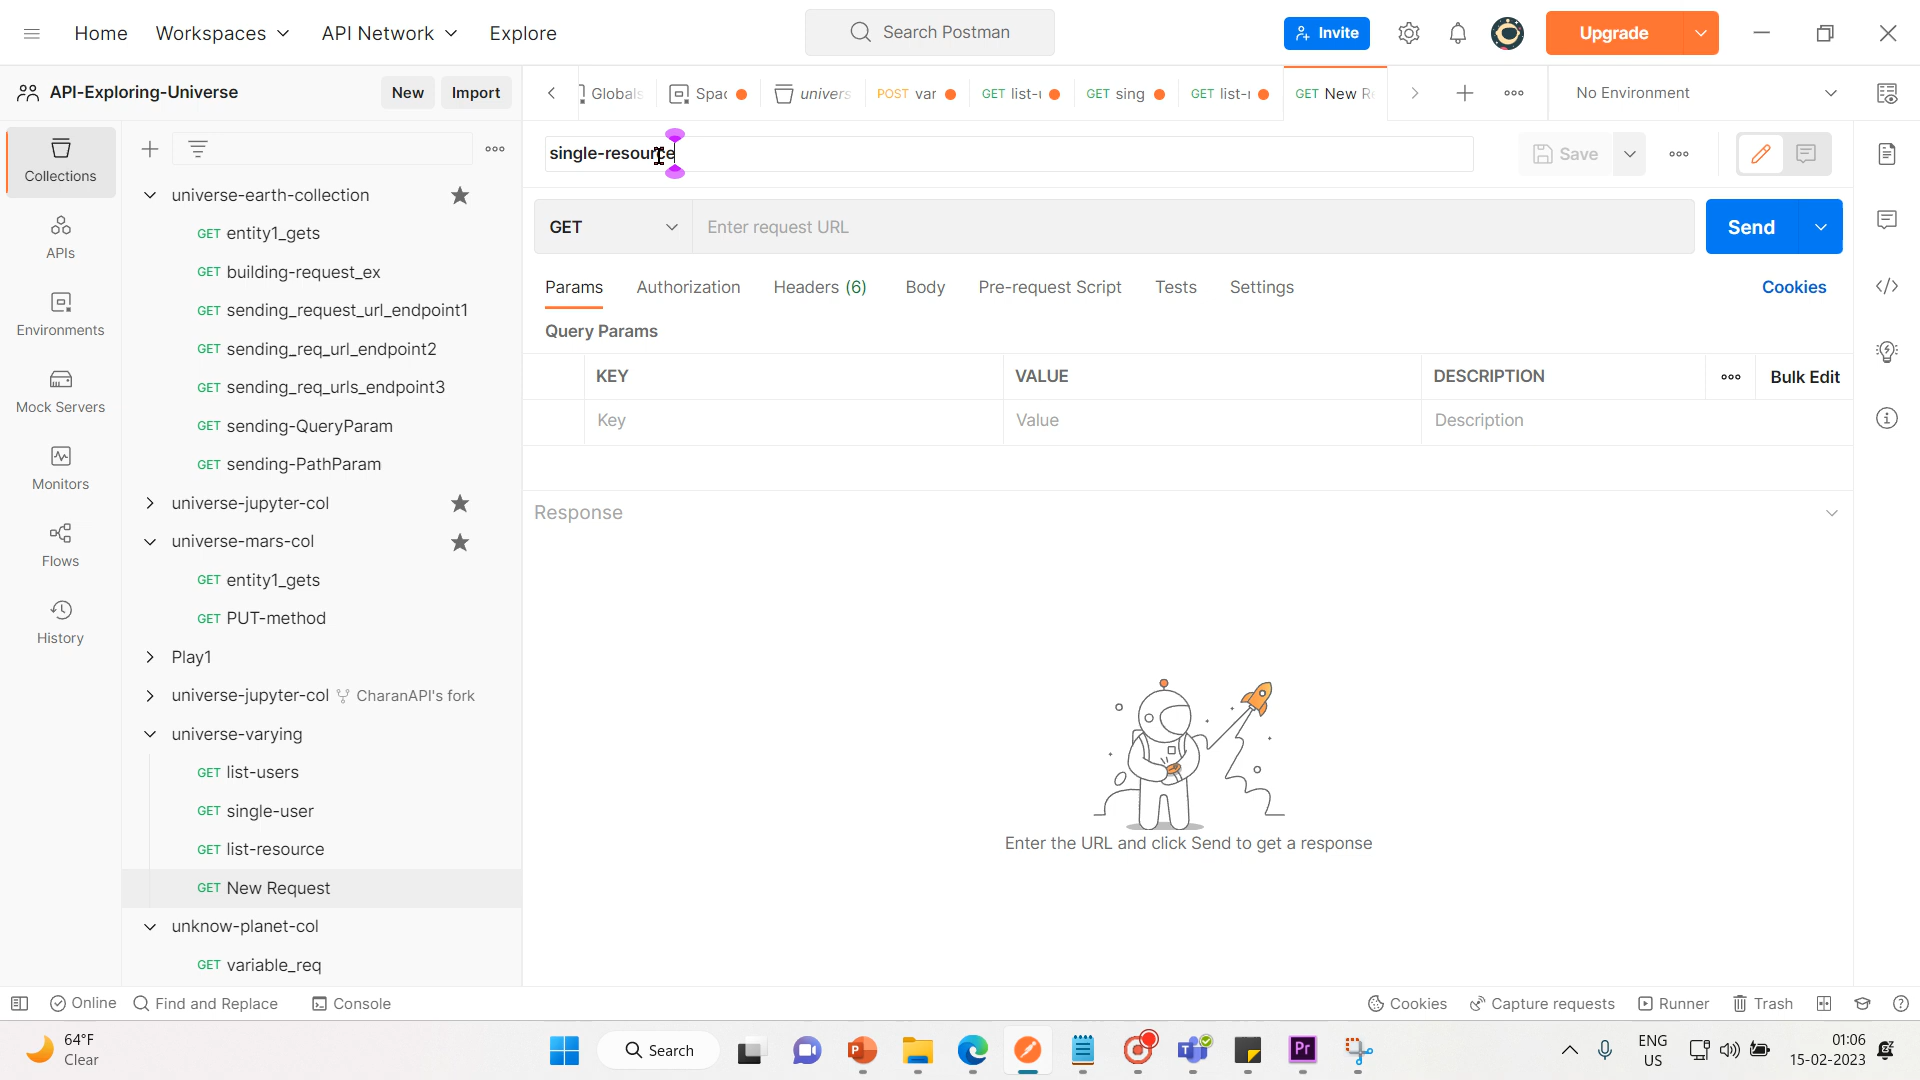 Home Workspaces API Network Explore Search Postman Invite Upgrade
API-Exploring-Universe New Import Globals Spac univers POST var GET list-u GET sing GET list-r GET New Re No Environment
Collections
APIs
Environments
Mock Servers
Monitors
Flows
History
universe-earth-collection
GET entity1_gets
GET building-request_ex
GET sending_request_url_endpoint1
GET sending_req_url_endpoint2
GET sending_req_urls_endpoint3
GET sending-QueryParam
GET sending-PathParam
universe-jupyter-col
universe-mars-col
GET entity1_gets
GET PUT-method
Play1
universe-jupyter-col CharanAPI's fork
universe-varying
GET list-users
GET single-user
GET list-resource
GET New Request
unknow-planet-col
GET variable_req
single-resource Save
GET Enter request URL Send
Params Authorization Headers (6) Body Pre-request Script Tests Settings Cookies
Query Params
KEY VALUE DESCRIPTION Bulk Edit
Key Value Description
Response
Enter the URL and click Send to get a response
Online Find and Replace Console Cookies Capture requests Runner Trash
64°F
Clear
Search
P
Pr
ENG
US
01:06
15-02-2023